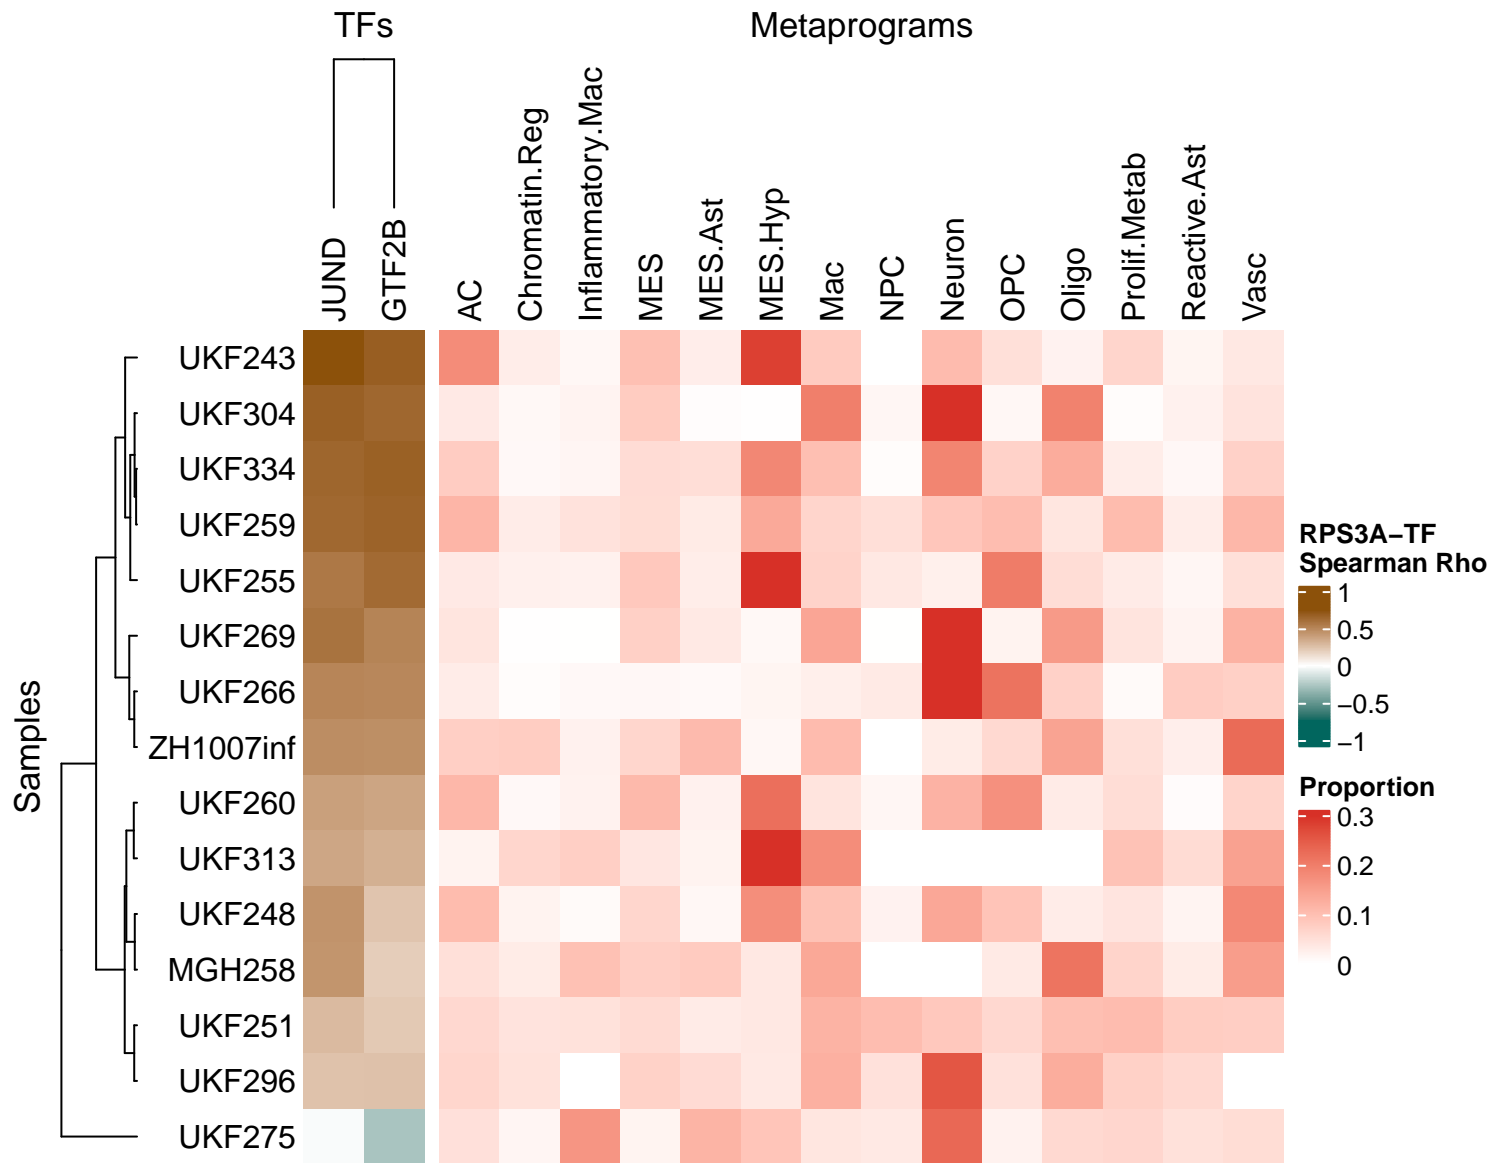 TFs
Metaprograms
JUND
GTF2B
AC
Chromatin.Reg
Inflammatory.Mac
MES
MES.Ast
MES.Hyp
Mac
NPC
Neuron
OPC
Oligo
Prolif.Metab
Reactive.Ast
Vasc
Samples
UKF243
UKF304
UKF334
UKF259
UKF255
UKF269
UKF266
ZH1007inf
UKF260
UKF313
UKF248
MGH258
UKF251
UKF296
UKF275
RPS3A−TF
Spearman Rho
1
0.5
0
−0.5
−1
Proportion
0.3
0.2
0.1
0